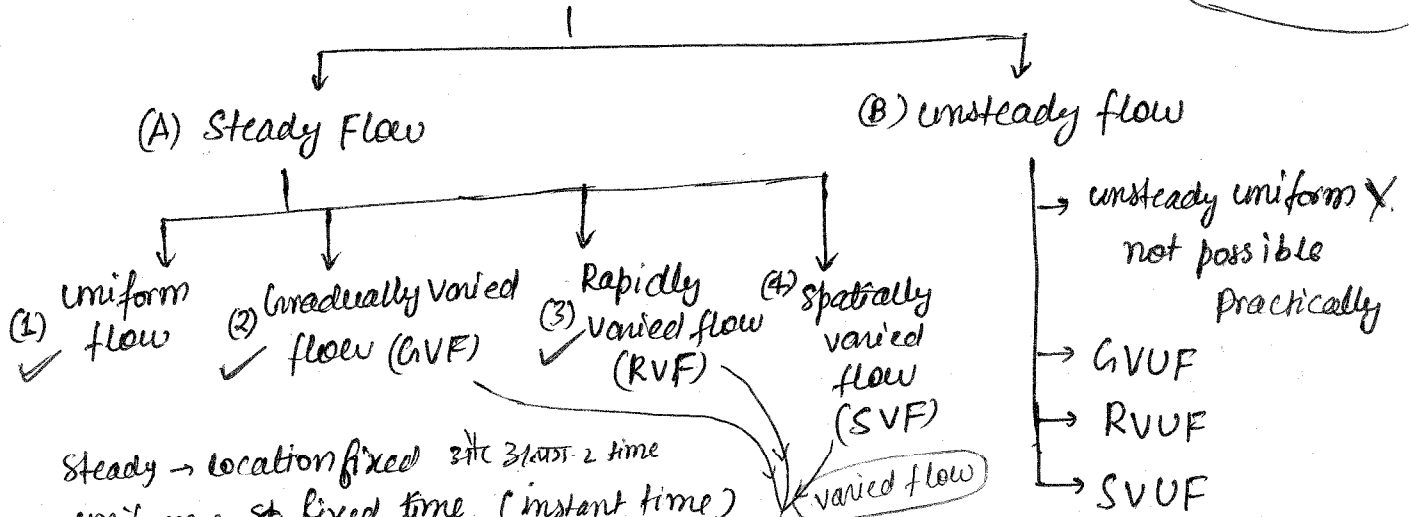 (A) Steady Flow
(B) unsteady flow
(1) uniform flow
(2) Gradually varied flow (GVF)
(3) Rapidly varied flow (RVF)
(4) Spatially varied flow (SVF)
→ unsteady uniform X.
not possible
Practically
→ GVUF
→ RVUF
→ SVUF
varied flow
Steady → location fixed और अलग 2 time
fixed time (instant time)